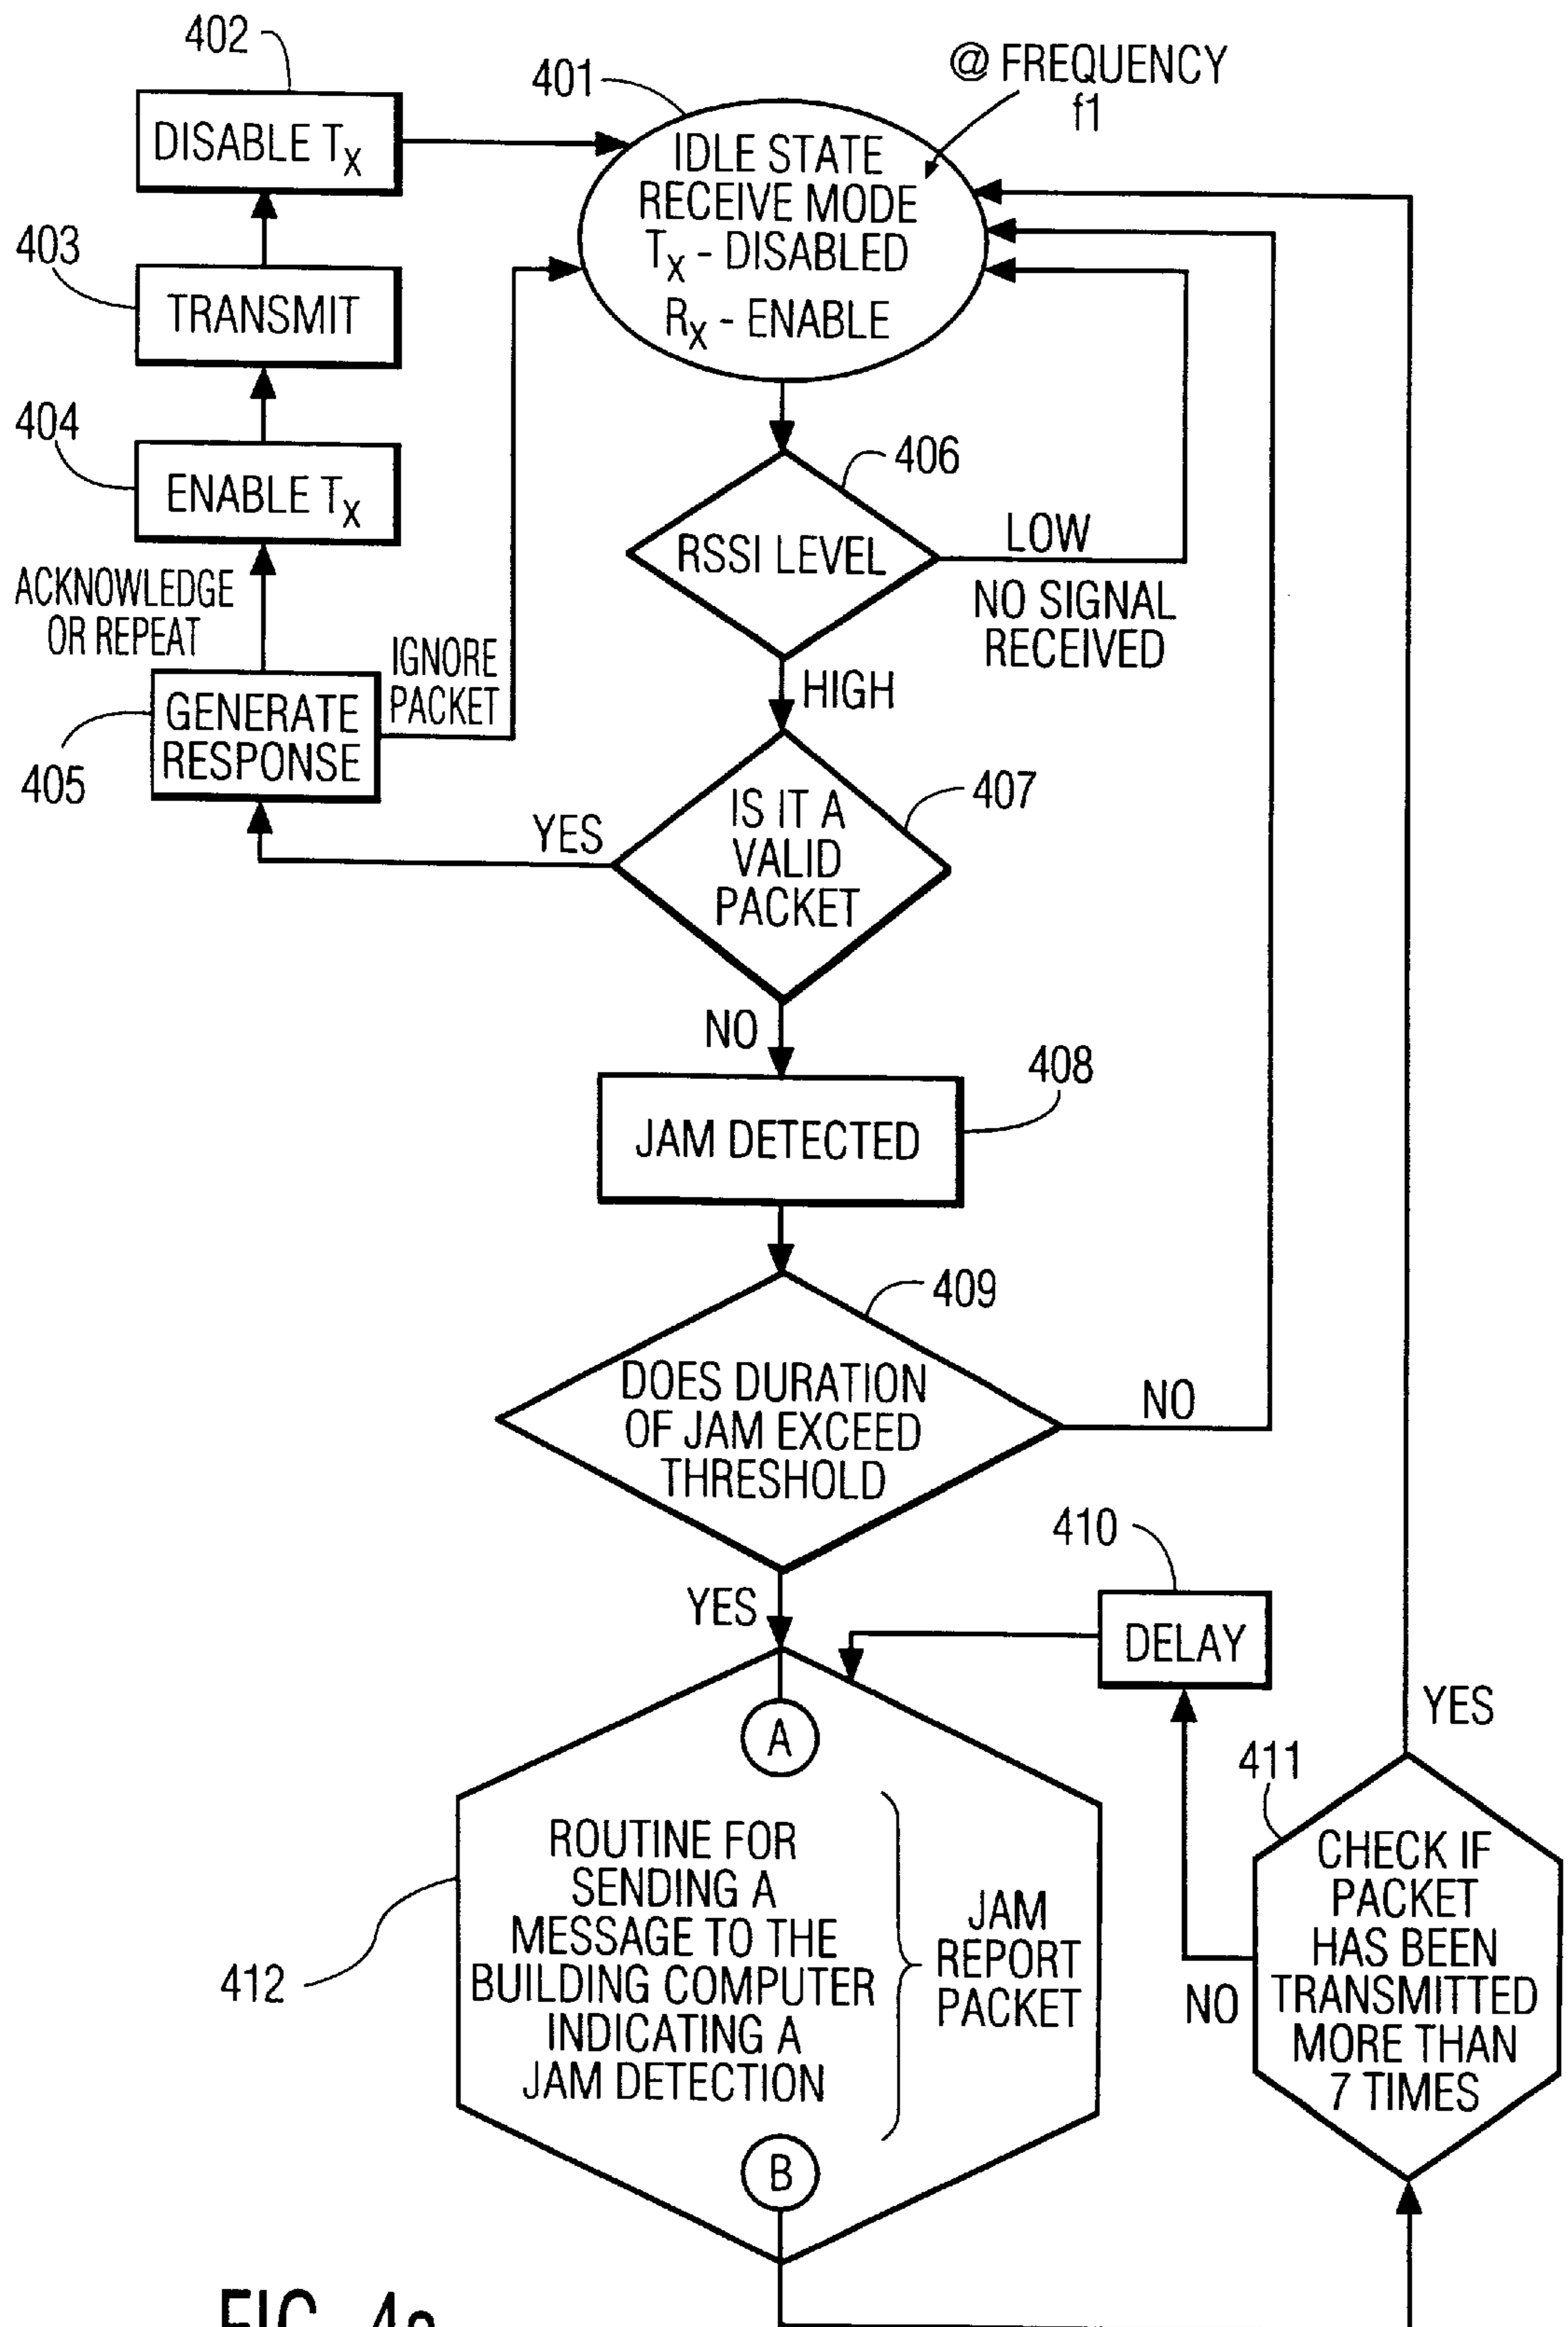 402
DISABLE TX
401
@ FREQUENCY
f1
IDLE STATE
RECEIVE MODE
TX - DISABLED
RX - ENABLE
403
TRANSMIT
404
ENABLE TX
406
RSSI LEVEL
LOW
NO SIGNAL
RECEIVED
ACKNOWLEDGE
OR REPEAT
IGNORE
PACKET
HIGH
GENERATE
RESPONSE
405
407
IS IT A
VALID
PACKET
YES
NO
408
JAM DETECTED
409
DOES DURATION
OF JAM EXCEED
THRESHOLD
NO
410
DELAY
YES
A
YES
411
CHECK IF
PACKET
HAS BEEN
TRANSMITTED
MORE THAN
7 TIMES
NO
ROUTINE FOR
SENDING A
MESSAGE TO THE
BUILDING COMPUTER
INDICATING A
JAM DETECTION
JAM
REPORT
PACKET
412
B
FIG. 4a